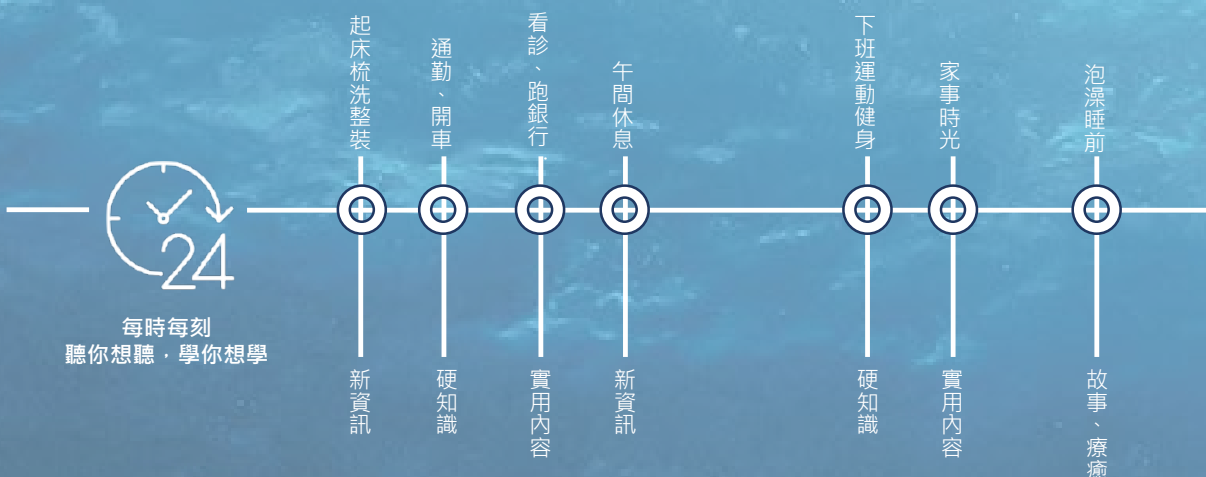 起床梳洗整裝
通勤、開車
看診、跑銀行…
午間休息
下班運動健身
家事時光
泡澡睡前
24
每時每刻
聽你想聽，學你想學
新資訊
硬知識
實用內容
新資訊
硬知識
實用內容
故事、療癒